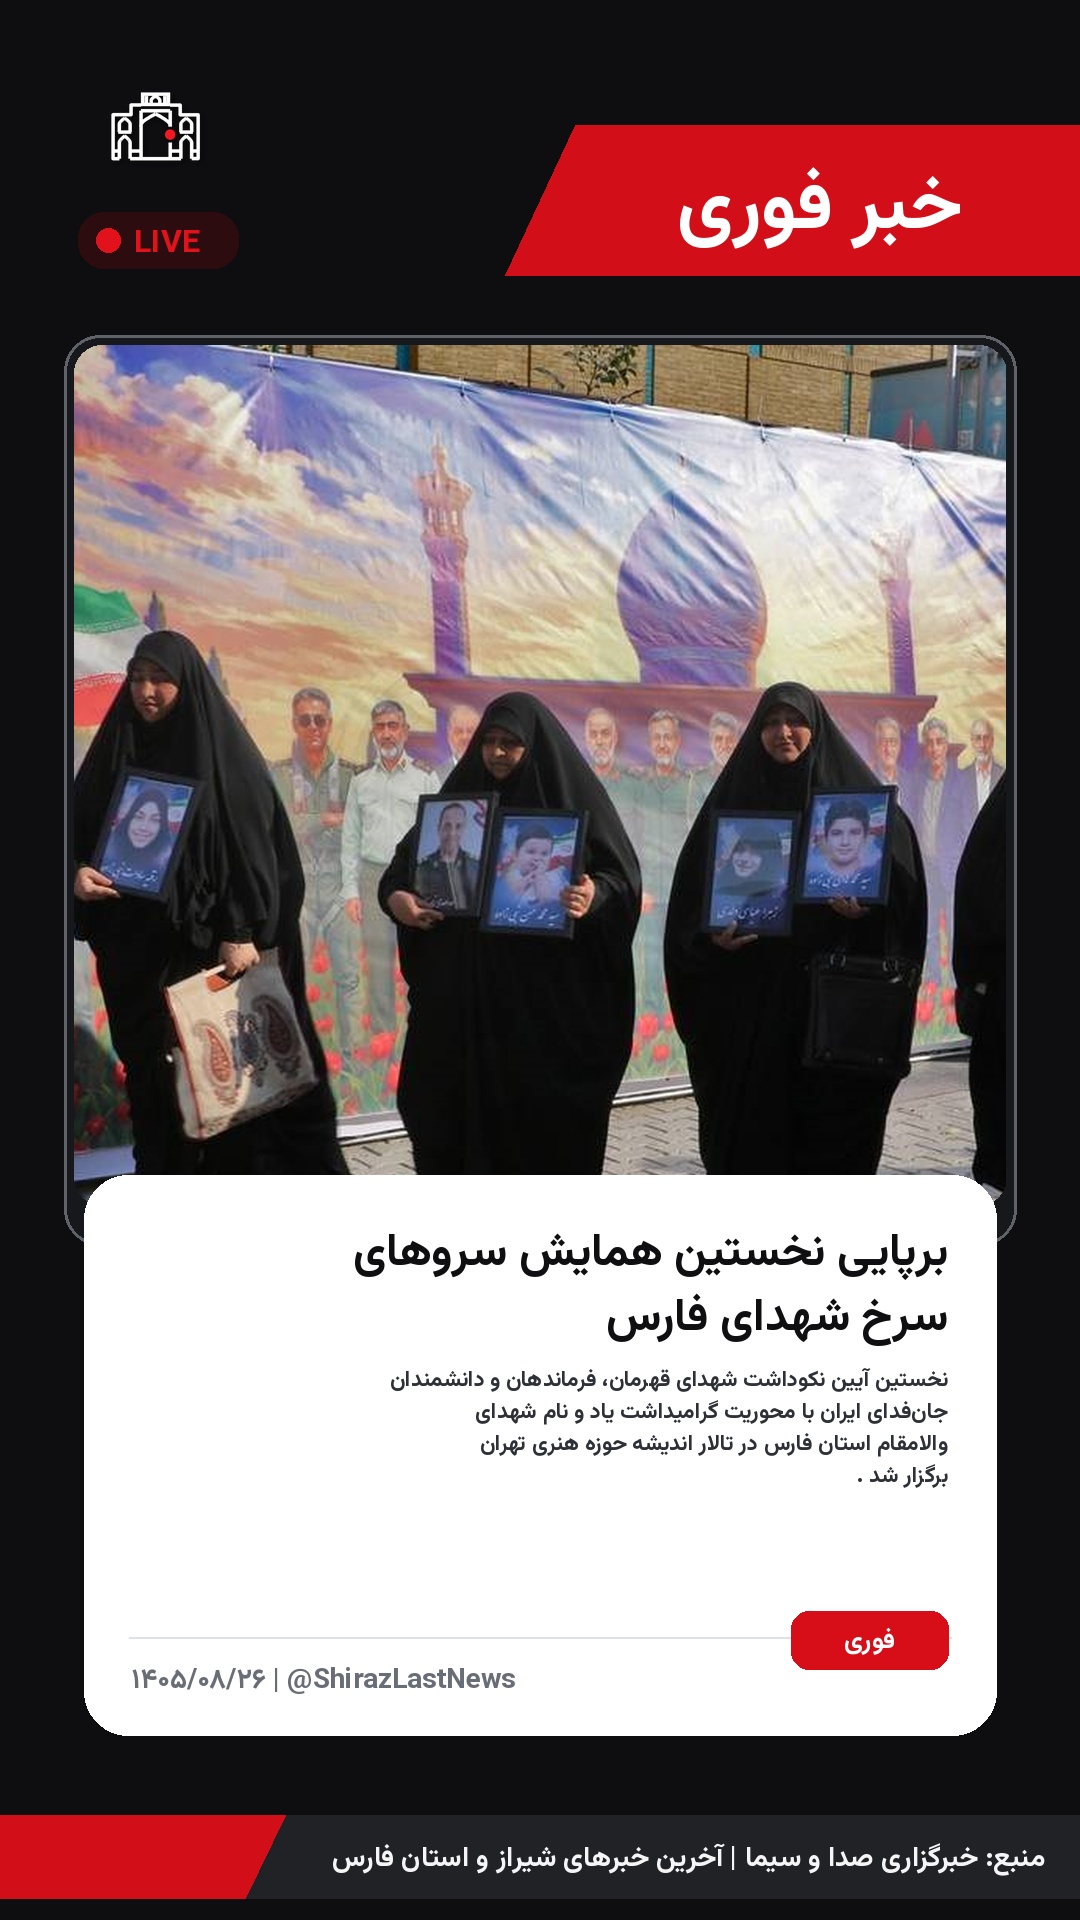 خبر فوری
LIVE
برپایی نخستین همایش سروهای
سرخ شهدای فارس
نخستین آیین نکوداشت شهدای قهرمان، فرماندهان و دانشمندان
جان‌فدای ایران با محوریت گرامیداشت یاد و نام شهدای
والامقام استان فارس در تالار اندیشه حوزه هنری تهران
برگزار شد .
فوری
۱۴۰۵/۰۸/۲۶ | @ShirazLastNews
منبع: خبرگزاری صدا و سیما | آخرین خبرهای شیراز و استان فارس